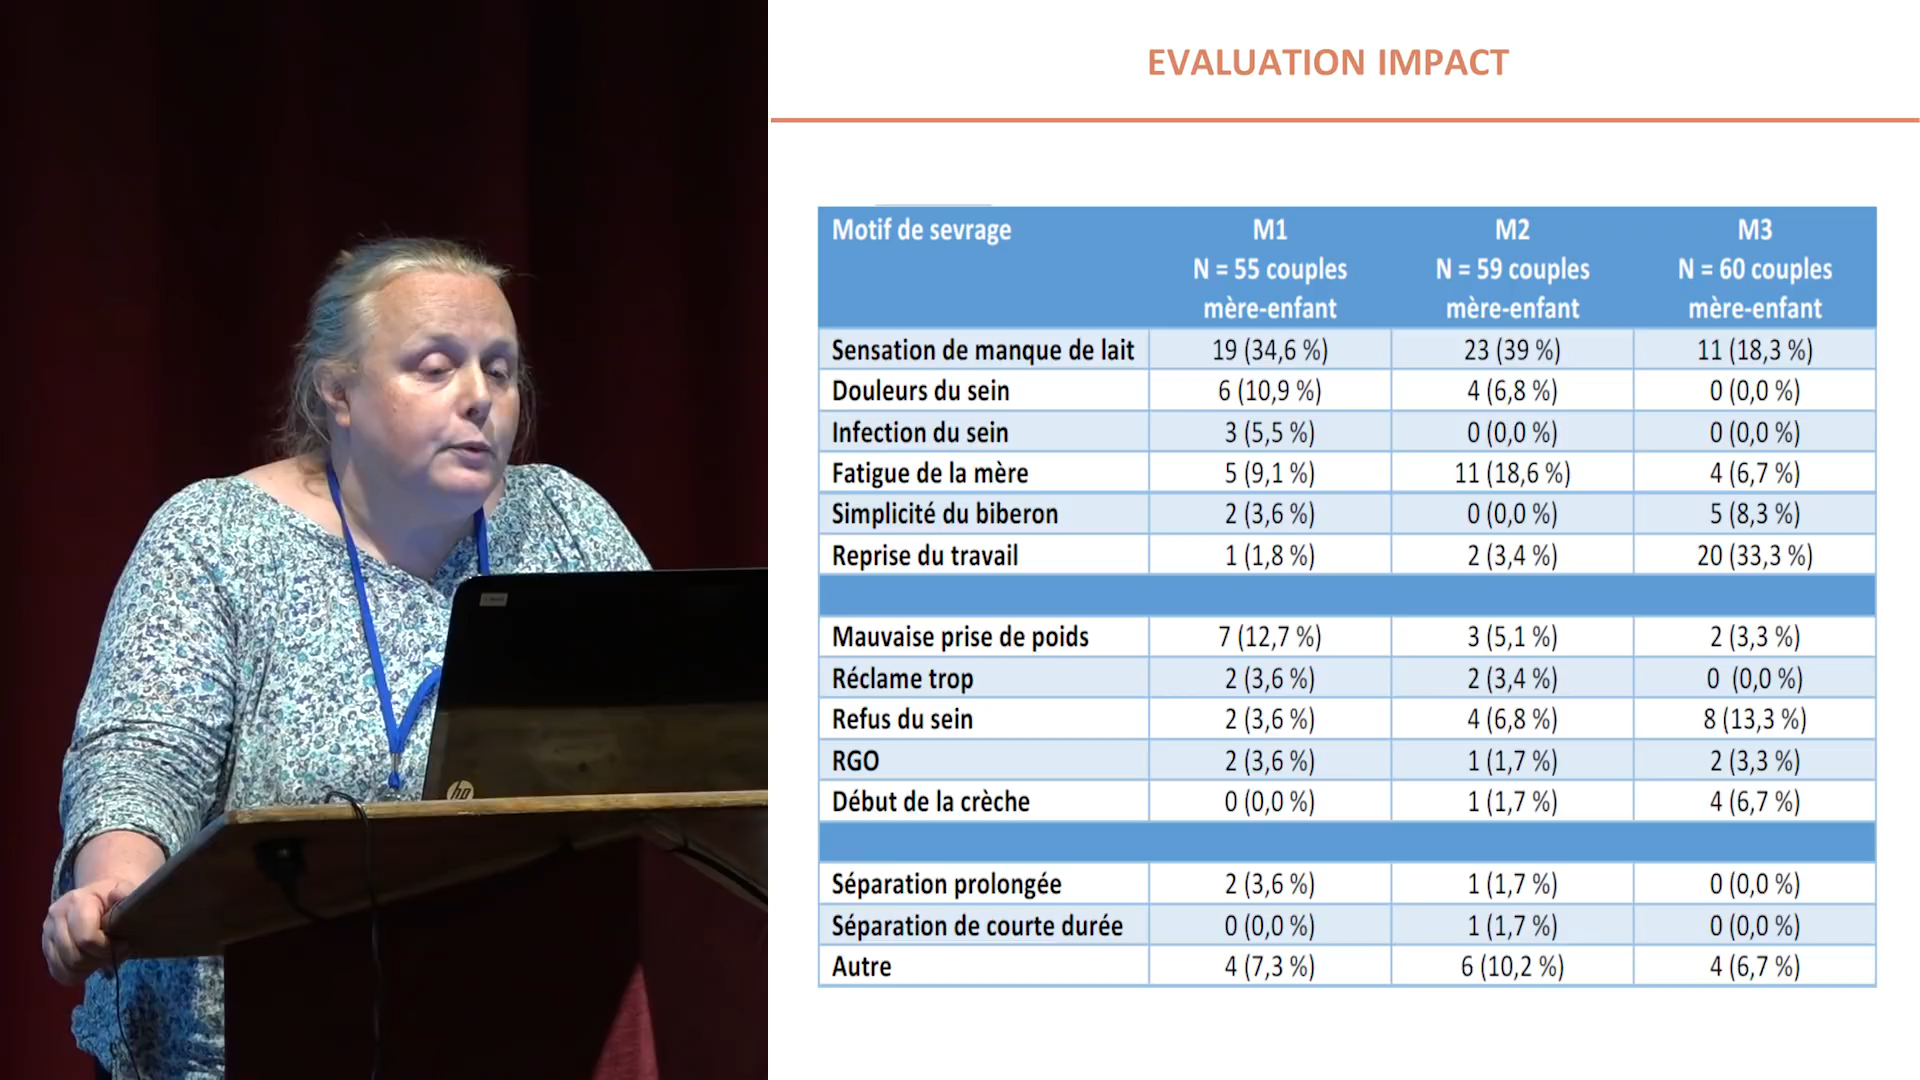 EVALUATION IMPACT
Motif de sevrage M1 M2 M3
N = 55 couples N = 59 couples N = 60 couples
mère-enfant mère-enfant mère-enfant
Sensation de manque de lait 19 (34,6 %) 23 (39 %) 11 (18,3 %)
Douleurs du sein 6 (10,9 %) 4 (6,8 %) 0 (0,0 %)
Infection du sein 3 (5,5 %) 0 (0,0 %) 0 (0,0 %)
Fatigue de la mère 5 (9,1 %) 11 (18,6 %) 4 (6,7 %)
Simplicité du biberon 2 (3,6 %) 0 (0,0 %) 5 (8,3 %)
Reprise du travail 1 (1,8 %) 2 (3,4 %) 20 (33,3 %)
Mauvaise prise de poids 7 (12,7 %) 3 (5,1 %) 2 (3,3 %)
Réclame trop 2 (3,6 %) 2 (3,4 %) 0 (0,0 %)
Refus du sein 2 (3,6 %) 4 (6,8 %) 8 (13,3 %)
RGO 2 (3,6 %) 1 (1,7 %) 2 (3,3 %)
Début de la crèche 0 (0,0 %) 1 (1,7 %) 4 (6,7 %)
Séparation prolongée 2 (3,6 %) 1 (1,7 %) 0 (0,0 %)
Séparation de courte durée 0 (0,0 %) 1 (1,7 %) 0 (0,0 %)
Autre 4 (7,3 %) 6 (10,2 %) 4 (6,7 %)
hp